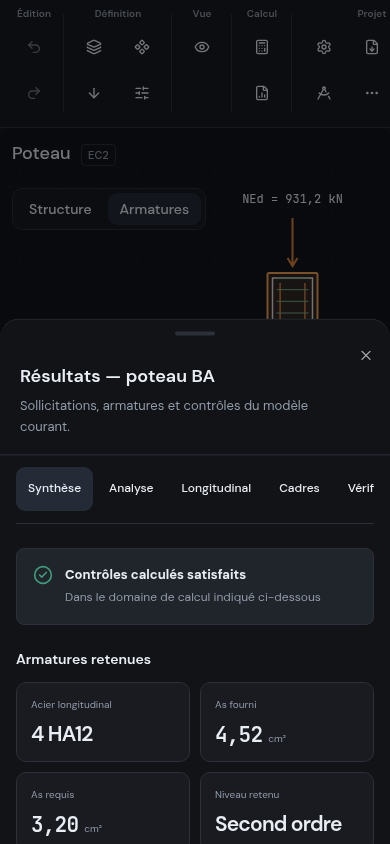 Édition Définition Vue Calcul Projet
Poteau EC2
Structure Armatures
NEd = 931,2 kN
Résultats — poteau BA
Sollicitations, armatures et contrôles du modèle
courant.
Synthèse Analyse Longitudinal Cadres Vérif
Contrôles calculés satisfaits
Dans le domaine de calcul indiqué ci-dessous
Armatures retenues
Acier longitudinal
4 HA12
As fourni
4,52 cm²
As requis
3,20 cm²
Niveau retenu
Second ordre